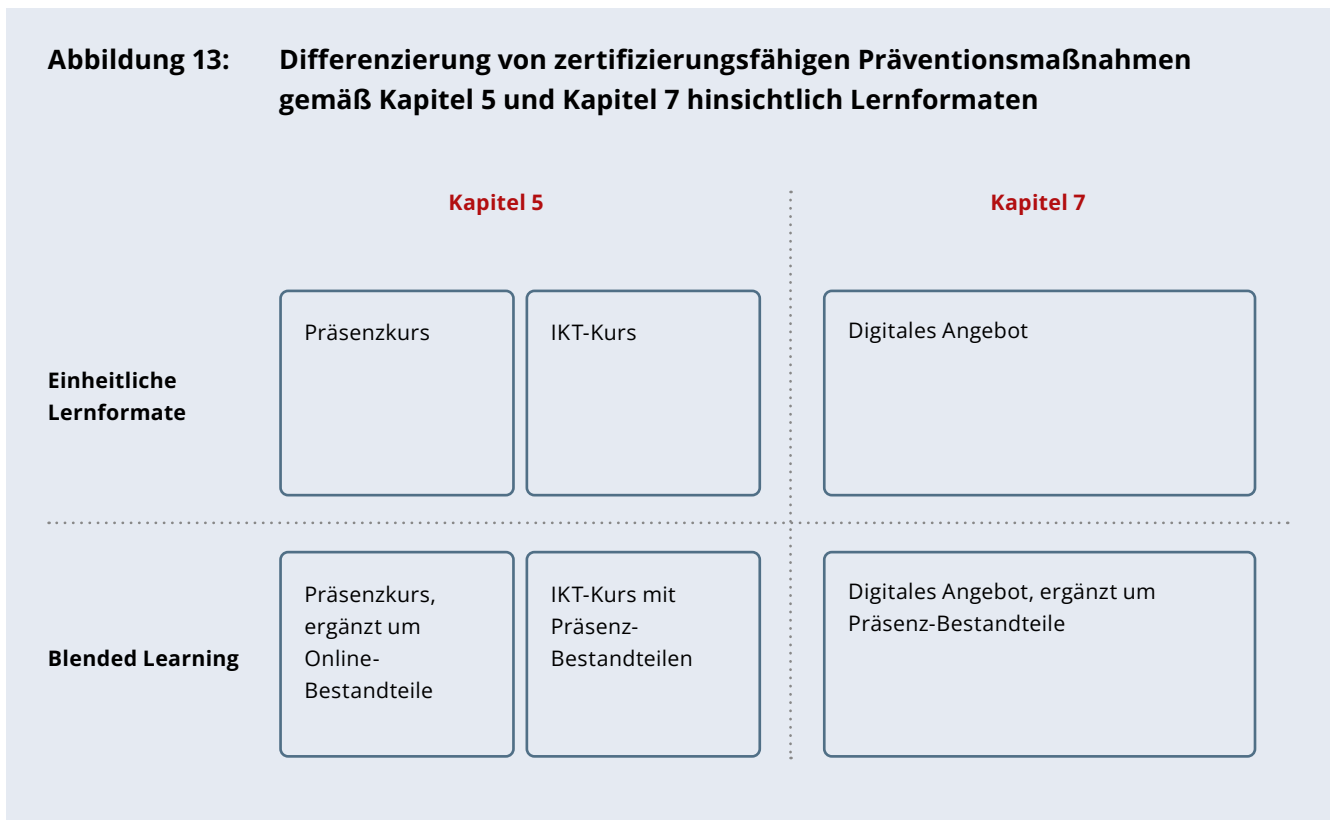 Abbildung 13: Differenzierung von zertifizierungsfähigen Präventionsmaßnahmen
gemäß Kapitel 5 und Kapitel 7 hinsichtlich Lernformaten
Kapitel 5
Kapitel 7
Einheitliche
Lernformate
Präsenzkurs
IKT-Kurs
Digitales Angebot
Blended Learning
Präsenzkurs,
ergänzt um
Online-
Bestandteile
IKT-Kurs mit
Präsenz-
Bestandteilen
Digitales Angebot, ergänzt um
Präsenz-Bestandteile